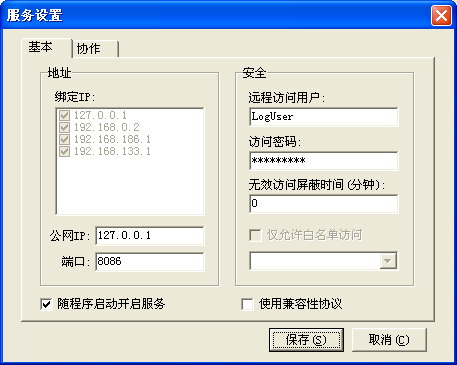 服务设置
基本 协作
地址
绑定IP:
127.0.0.1
192.168.0.2
192.168.186.1
192.168.133.1
公网IP: 127.0.0.1
端口: 8086
安全
远程访问用户:
LogUser
访问密码:
*********
无效访问屏蔽时间(分钟):
0
仅允许白名单访问
随程序启动开启服务
使用兼容性协议
保存(S)
取消(C)